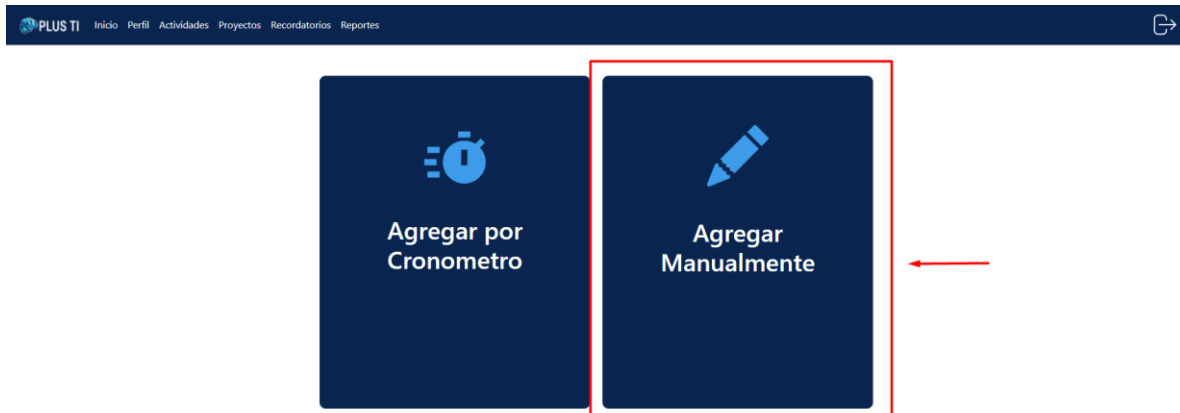 PLUS TI Inicio Perfil Actividades Proyectos Recordatorios Reportes
Agregar por
Cronometro
Agregar
Manualmente